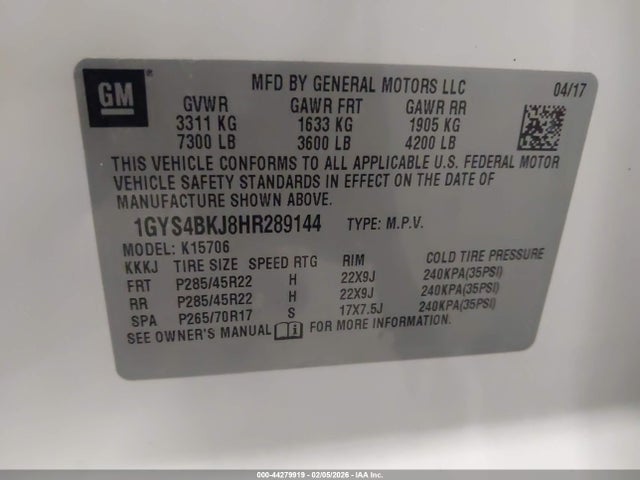 GM ®
MFD BY GENERAL MOTORS LLC 04/17
GVWR GAWR FRT GAWR RR
3311 KG 1633 KG 1905 KG
7300 LB 3600 LB 4200 LB
THIS VEHICLE CONFORMS TO ALL APPLICABLE U.S. FEDERAL MOTOR
VEHICLE SAFETY STANDARDS IN EFFECT ON THE DATE OF
MANUFACTURE SHOWN ABOVE.
1GYS4BKJ8HR289144 TYPE: M.P.V.
MODEL: K15706
KKKJ TIRE SIZE SPEED RTG RIM COLD TIRE PRESSURE
FRT P285/45R22 H 22X9J 240KPA(35PSI)
RR P285/45R22 H 22X9J 240KPA(35PSI)
SPA P265/70R17 S 17X7.5J 240KPA(35PSI)
SEE OWNER'S MANUAL FOR MORE INFORMATION.
000-44279919 - 02/05/2026 - IAA Inc.